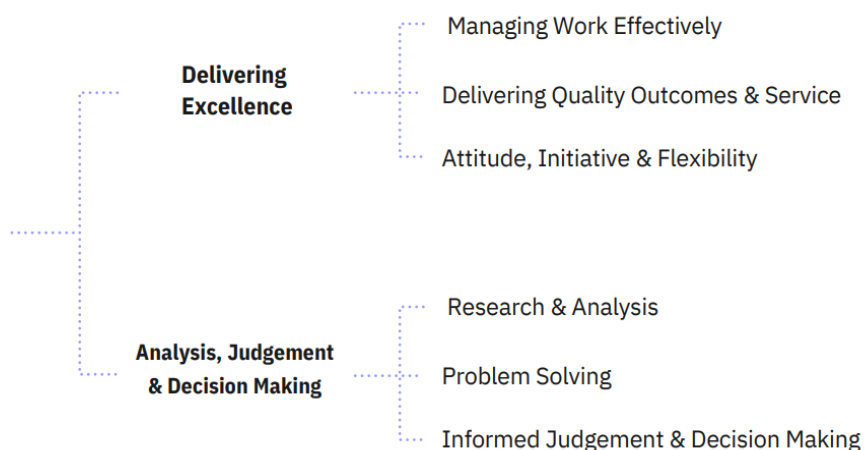 Delivering
Excellence
Managing Work Effectively
Delivering Quality Outcomes & Service
Attitude, Initiative & Flexibility
Analysis, Judgement
& Decision Making
Research & Analysis
Problem Solving
Informed Judgement & Decision Making